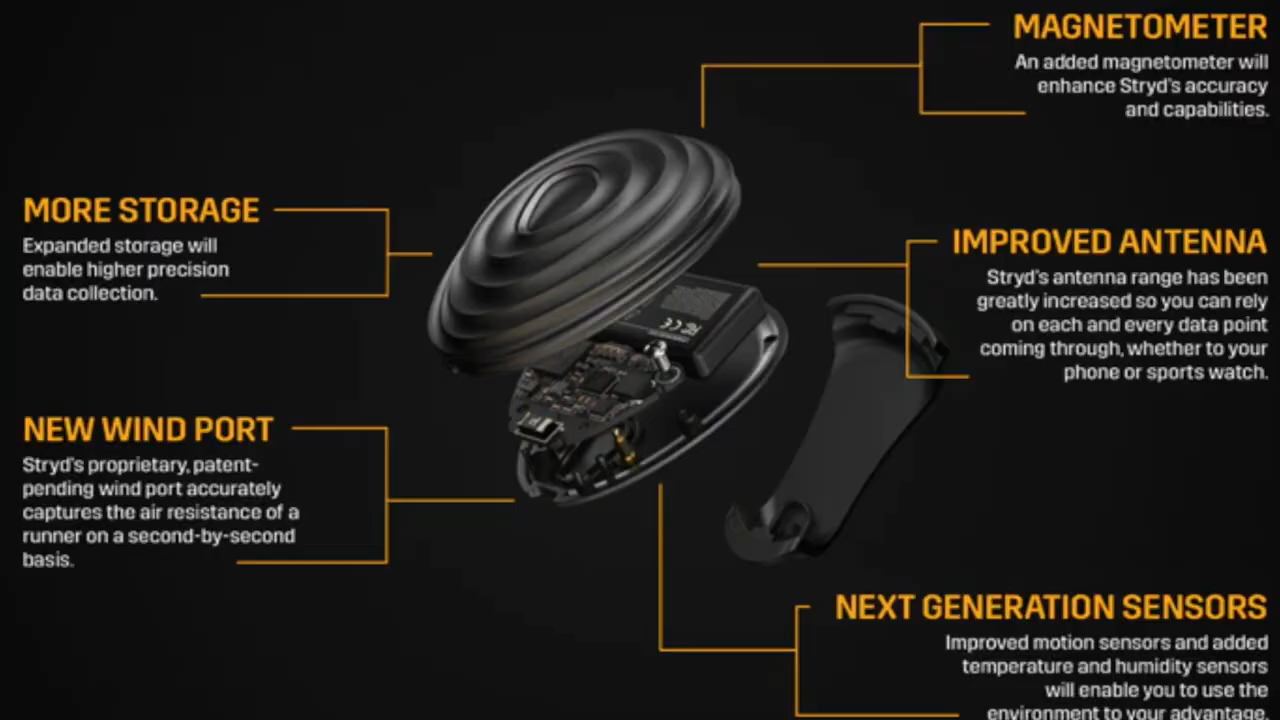 MAGNETOMETER
An added magnetometer will
enhance Stryd's accuracy
and capabilities.
MORE STORAGE
Expanded storage will
enable higher precision
data collection.
IMPROVED ANTENNA
Stryd's antenna range has been
greatly increased so you can rely
on each and every data point
coming through, whether to your
phone or sports watch.
NEW WIND PORT
Stryd's proprietary, patent-
pending wind port accurately
captures the air resistance of a
runner on a second-by-second
basis.
NEXT GENERATION SENSORS
Improved motion sensors and added
temperature and humidity sensors
will enable you to use the
environment to your advantage.